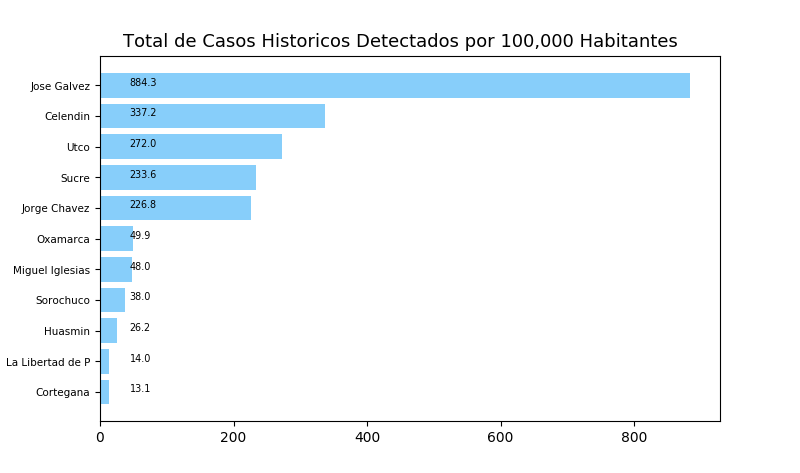 Total de Casos Historicos Detectados por 100,000 Habitantes
Jose Galvez 884.3
Celendin 337.2
Utco 272.0
Sucre 233.6
Jorge Chavez 226.8
Oxamarca 49.9
Miguel Iglesias 48.0
Sorochuco 38.0
Huasmin 26.2
La Libertad de P 14.0
Cortegana 13.1
0 200 400 600 800